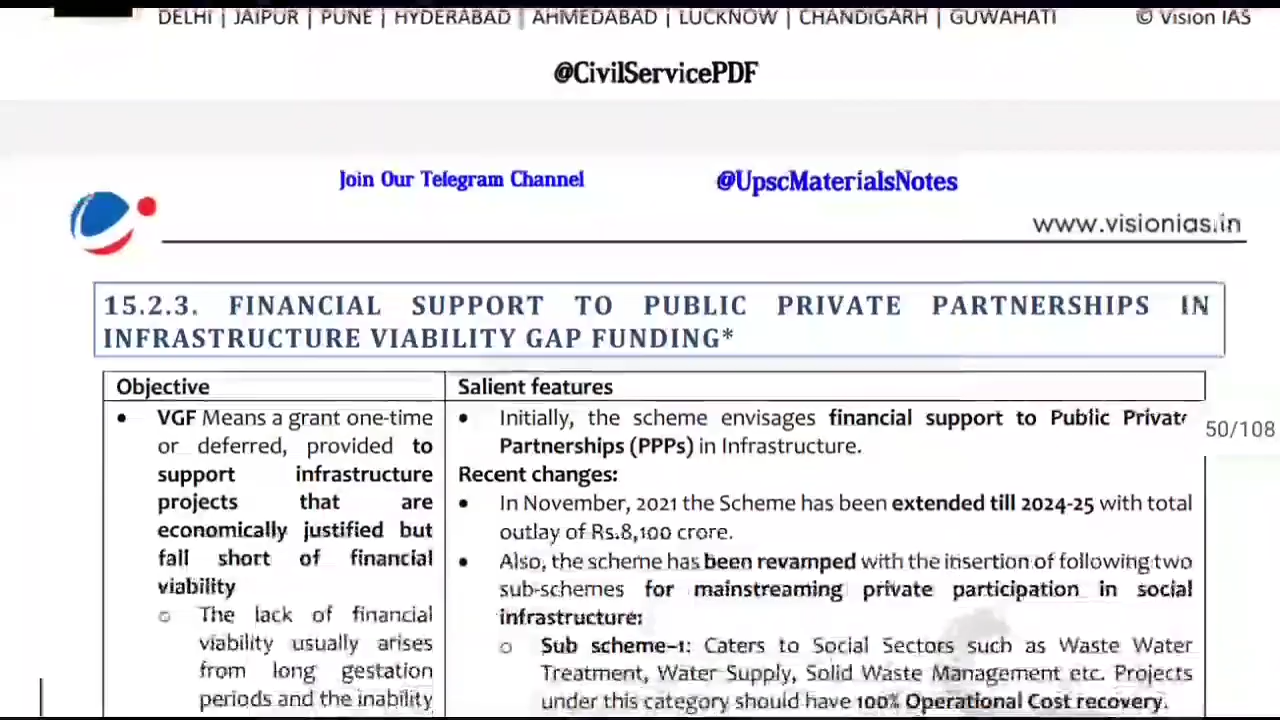 DELHI | JAIPUR | PUNE | HYDERABAD | AHMEDABAD | LUCKNOW | CHANDIGARH | GUWAHATI © Vision IAS
@CivilServicePDF
Join Our Telegram Channel @UpscMaterialsNotes
www.visionias.in
15.2.3. FINANCIAL SUPPORT TO PUBLIC PRIVATE PARTNERSHIPS IN
INFRASTRUCTURE VIABILITY GAP FUNDING*
Objective
• VGF Means a grant one-time
or deferred, provided to
support infrastructure
projects that are
economically justified but
fall short of financial
viability
o The lack of financial
viability usually arises
from long gestation
periods and the inability
Salient features
• Initially, the scheme envisages financial support to Public Private
Partnerships (PPPs) in Infrastructure.
Recent changes:
• In November, 2021 the Scheme has been extended till 2024-25 with total
outlay of Rs.8,100 crore.
• Also, the scheme has been revamped with the insertion of following two
sub-schemes for mainstreaming private participation in social
infrastructure:
o Sub scheme-1: Caters to Social Sectors such as Waste Water
Treatment, Water Supply, Solid Waste Management etc. Projects
under this category should have 100% Operational Cost recovery.
50/108